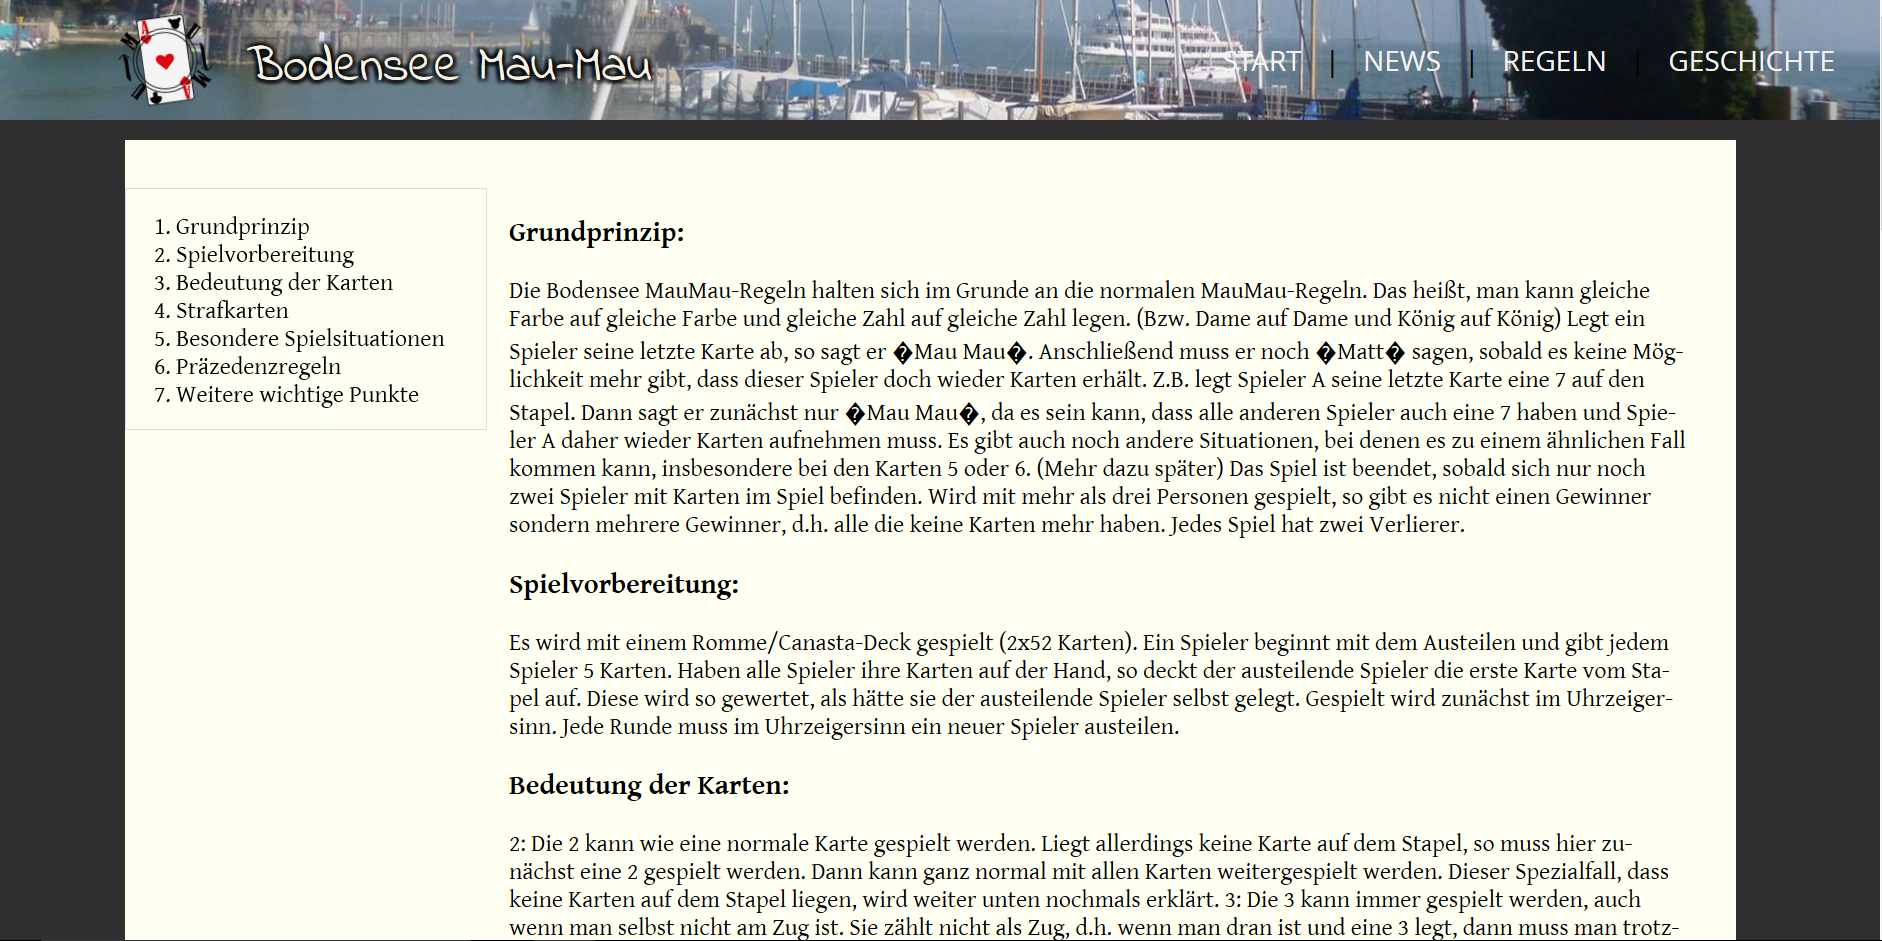 Bodensee Mau-Mau
START | NEWS | REGELN | GESCHICHTE
1. Grundprinzip
2. Spielvorbereitung
3. Bedeutung der Karten
4. Strafkarten
5. Besondere Spielsituationen
6. Präzedenzregeln
7. Weitere wichtige Punkte
Grundprinzip:
Die Bodensee MauMau-Regeln halten sich im Grunde an die normalen MauMau-Regeln. Das heißt, man kann gleiche
Farbe auf gleiche Farbe und gleiche Zahl auf gleiche Zahl legen. (Bzw. Dame auf Dame und König auf König) Legt ein
Spieler seine letzte Karte ab, so sagt er �Mau Mau�. Anschließend muss er noch �Matt� sagen, sobald es keine Mög-
lichkeit mehr gibt, dass dieser Spieler doch wieder Karten erhält. Z.B. legt Spieler A seine letzte Karte eine 7 auf den
Stapel. Dann sagt er zunächst nur �Mau Mau�, da es sein kann, dass alle anderen Spieler auch eine 7 haben und Spie-
ler A daher wieder Karten aufnehmen muss. Es gibt auch noch andere Situationen, bei denen es zu einem ähnlichen Fall
kommen kann, insbesondere bei den Karten 5 oder 6. (Mehr dazu später) Das Spiel ist beendet, sobald sich nur noch
zwei Spieler mit Karten im Spiel befinden. Wird mit mehr als drei Personen gespielt, so gibt es nicht einen Gewinner
sondern mehrere Gewinner, d.h. alle die keine Karten mehr haben. Jedes Spiel hat zwei Verlierer.
Spielvorbereitung:
Es wird mit einem Romme/Canasta-Deck gespielt (2x52 Karten). Ein Spieler beginnt mit dem Austeilen und gibt jedem
Spieler 5 Karten. Haben alle Spieler ihre Karten auf der Hand, so deckt der austeilende Spieler die erste Karte vom Sta-
pel auf. Diese wird so gewertet, als hätte sie der austeilende Spieler selbst gelegt. Gespielt wird zunächst im Uhrzeiger-
sinn. Jede Runde muss im Uhrzeigersinn ein neuer Spieler austeilen.
Bedeutung der Karten:
2: Die 2 kann wie eine normale Karte gespielt werden. Liegt allerdings keine Karte auf dem Stapel, so muss hier zu-
nächst eine 2 gespielt werden. Dann kann ganz normal mit allen Karten weitergespielt werden. Dieser Spezialfall, dass
keine Karten auf dem Stapel liegen, wird weiter unten nochmals erklärt. 3: Die 3 kann immer gespielt werden, auch
wenn man selbst nicht am Zug ist. Sie zählt nicht als Zug, d.h. wenn man dran ist und eine 3 legt, dann muss man trotz-